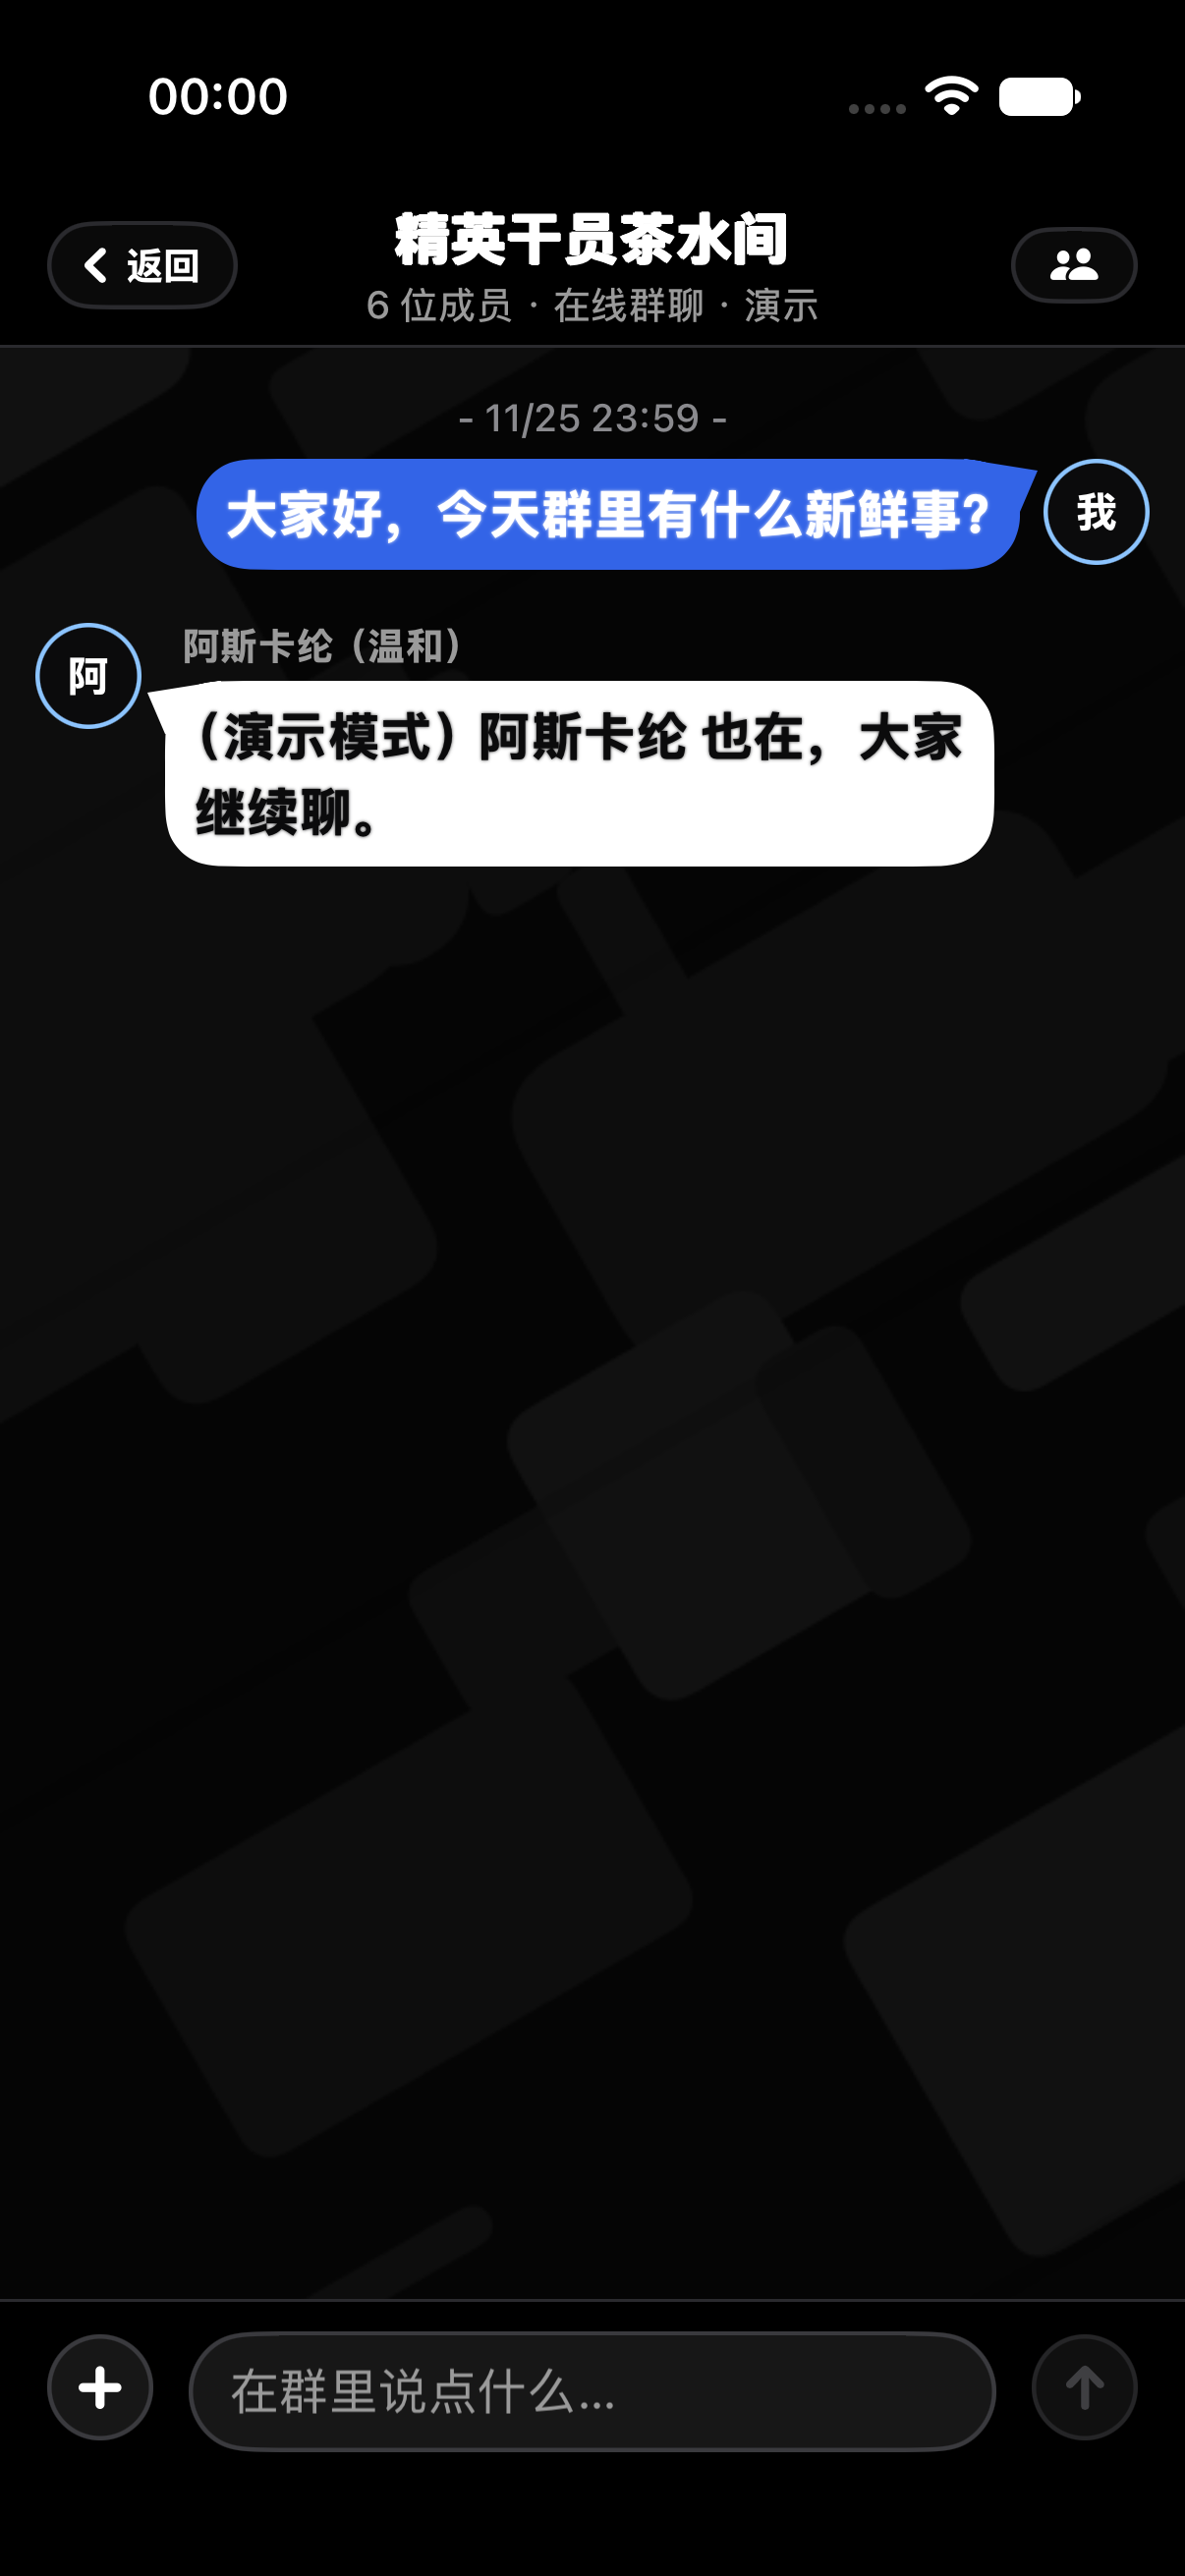 00:00
返回
精英干员茶水间
6 位成员 · 在线群聊 · 演示
- 11/25 23:59 -
大家好，今天群里有什么新鲜事?
我
阿
阿斯卡纶（温和）
（演示模式）阿斯卡纶 也在，大家
继续聊。
在群里说点什么...